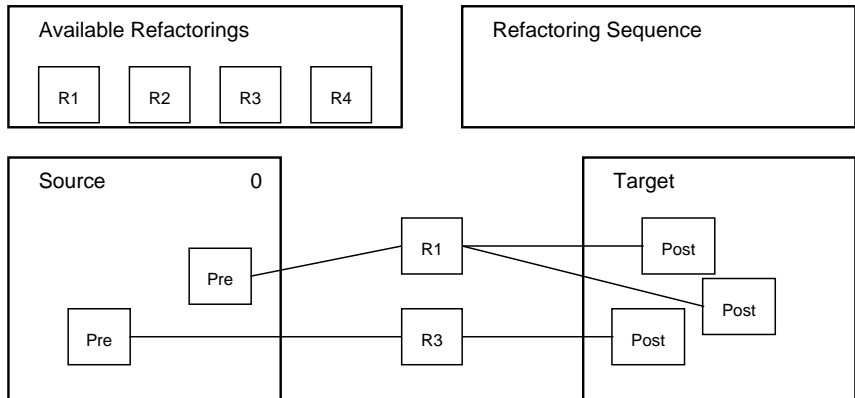 Available Refactorings
R1 R2 R3 R4
Refactoring Sequence
Source 0
Target
R1
Post
Pre
Post
Pre
R3
Post